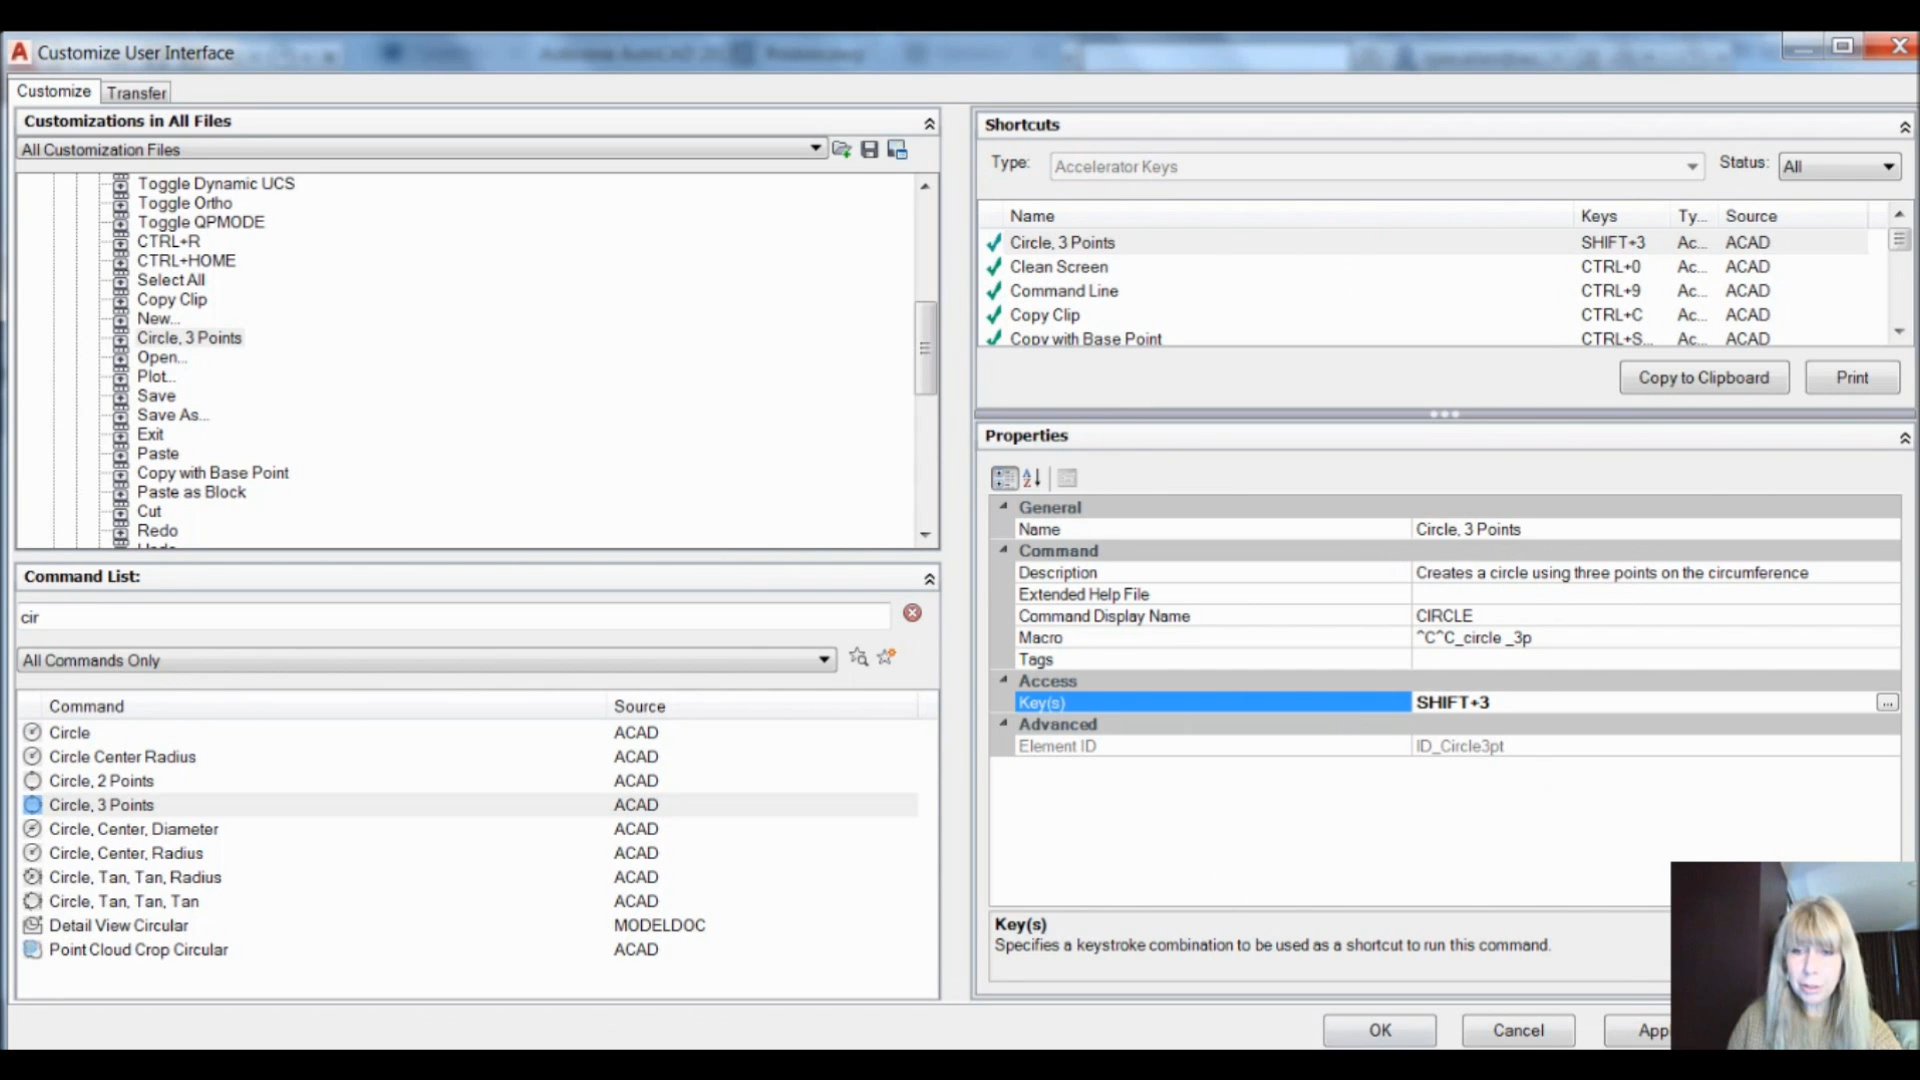 Customize User Interface
Customize Transfer
Customizations in All Files
All Customization Files
Toggle Dynamic UCS
Toggle Ortho
Toggle QPMODE
CTRL+R
CTRL+HOME
Select All
Copy Clip
New...
Circle, 3 Points
Open...
Plot...
Save
Save As...
Exit
Paste
Copy with Base Point
Paste as Block
Cut
Redo
Command List:
cir
All Commands Only
Command Source
Circle ACAD
Circle Center Radius ACAD
Circle, 2 Points ACAD
Circle, 3 Points ACAD
Circle, Center, Diameter ACAD
Circle, Center, Radius ACAD
Circle, Tan, Tan, Radius ACAD
Circle, Tan, Tan, Tan ACAD
Detail View Circular MODELDOC
Point Cloud Crop Circular ACAD
Shortcuts
Type: Accelerator Keys Status: All
Name Keys Ty... Source
Circle, 3 Points SHIFT+3 Ac... ACAD
Clean Screen CTRL+0 Ac... ACAD
Command Line CTRL+9 Ac... ACAD
Copy Clip CTRL+C Ac... ACAD
Copy with Base Point CTRL+S... Ac... ACAD
Copy to Clipboard Print
Properties
General
Name Circle, 3 Points
Command
Description Creates a circle using three points on the circumference
Extended Help File
Command Display Name CIRCLE
Macro ^C^C_circle _3p
Tags
Access
Key(s) SHIFT+3 ...
Advanced
Element ID ID_Circle3pt
Key(s)
Specifies a keystroke combination to be used as a shortcut to run this command.
OK Cancel App